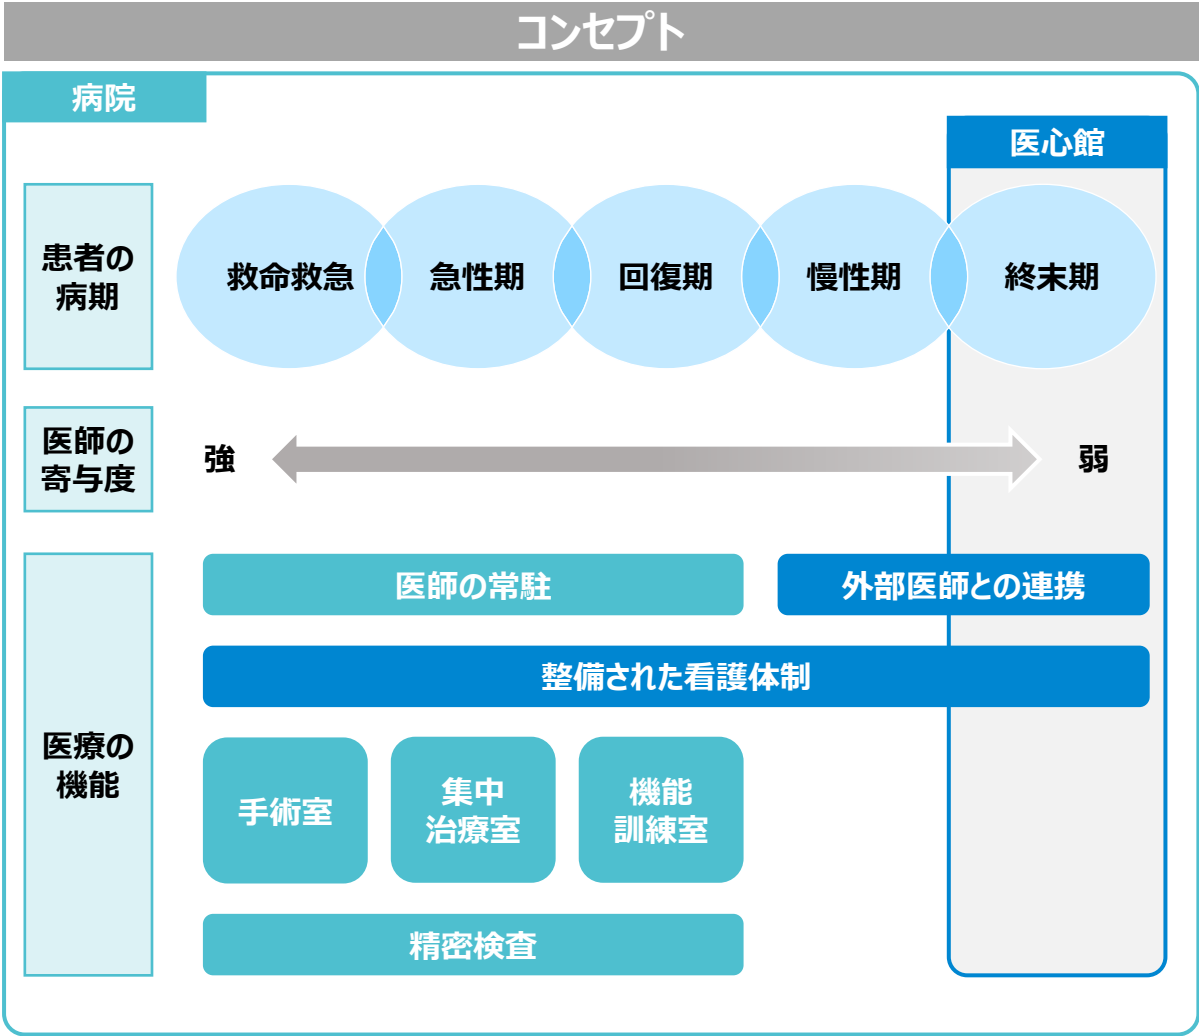 コンセプト
病院
医心館
患者の
病期
救命救急
急性期
回復期
慢性期
終末期
医師の
寄与度
強
弱
医療の
機能
医師の常駐
外部医師との連携
整備された看護体制
手術室
集中
治療室
機能
訓練室
精密検査